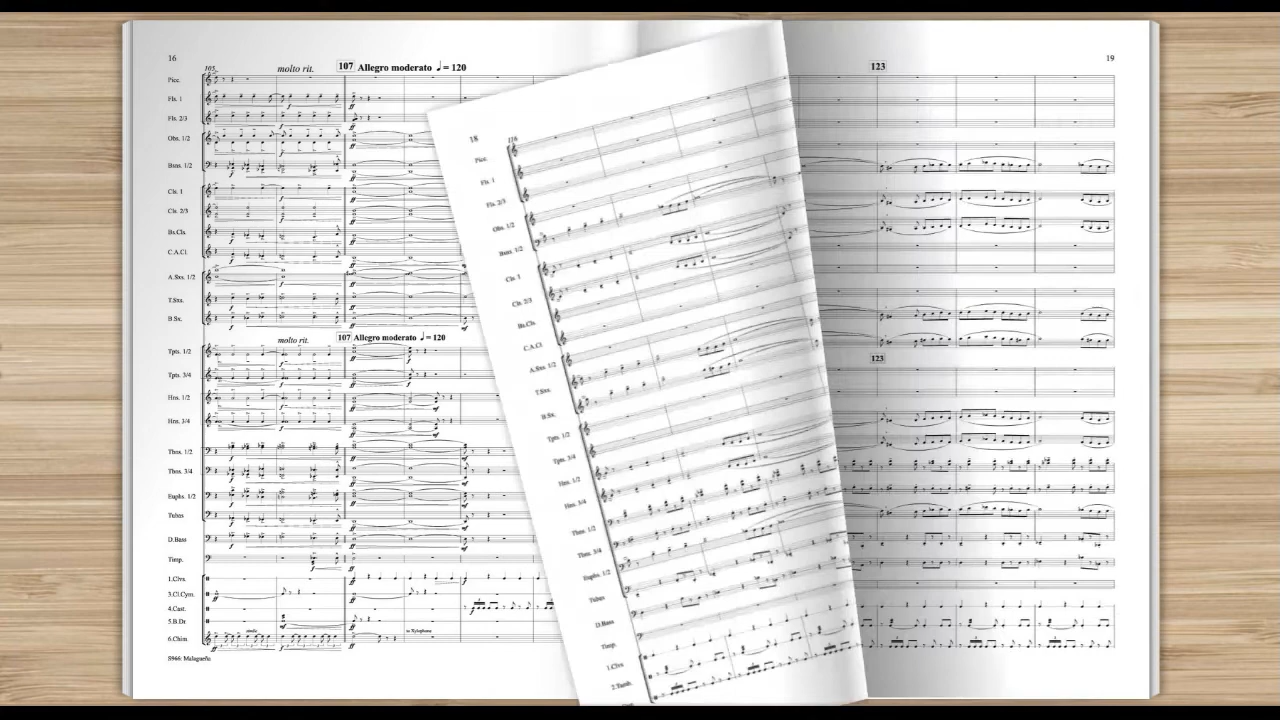 16
105
molto rit.
107 Allegro moderato ♩= 120
Picc.
Fls. 1
Fls. 2/3
Obs. 1/2
Bsns. 1/2
Cls. 1
Cls. 2/3
Bs.Cls.
C.A.Cl.
A.Sxs. 1/2
T.Sxs.
B.Sx.
molto rit.
107 Allegro moderato ♩= 120
Tpts. 1/2
Tpts. 3/4
Hns. 1/2
Hns. 3/4
Tbns. 1/2
Tbns. 3/4
Euphs. 1/2
Tubas
D.Bass
Timp.
1.Clvs.
3.Cl.Cym.
4.Cast.
5.B.Dr.
6.Chim.
simile
to Xylophone
S966: Malagueña
18
116
Picc.
Fls. 1
Fls. 2/3
Obs. 1/2
Bsns. 1/2
Cls. 1
Cls. 2/3
Bs.Cls.
C.A.Cl.
A.Sxs. 1/2
T.Sxs.
B.Sx.
Tpts. 1/2
Tpts. 3/4
Hns. 1/2
Hns. 3/4
Tbns. 1/2
Tbns. 3/4
Euphs. 1/2
Tubas
D.Bass
Timp.
1.Clvs.
2.Tamb.
19
123
123